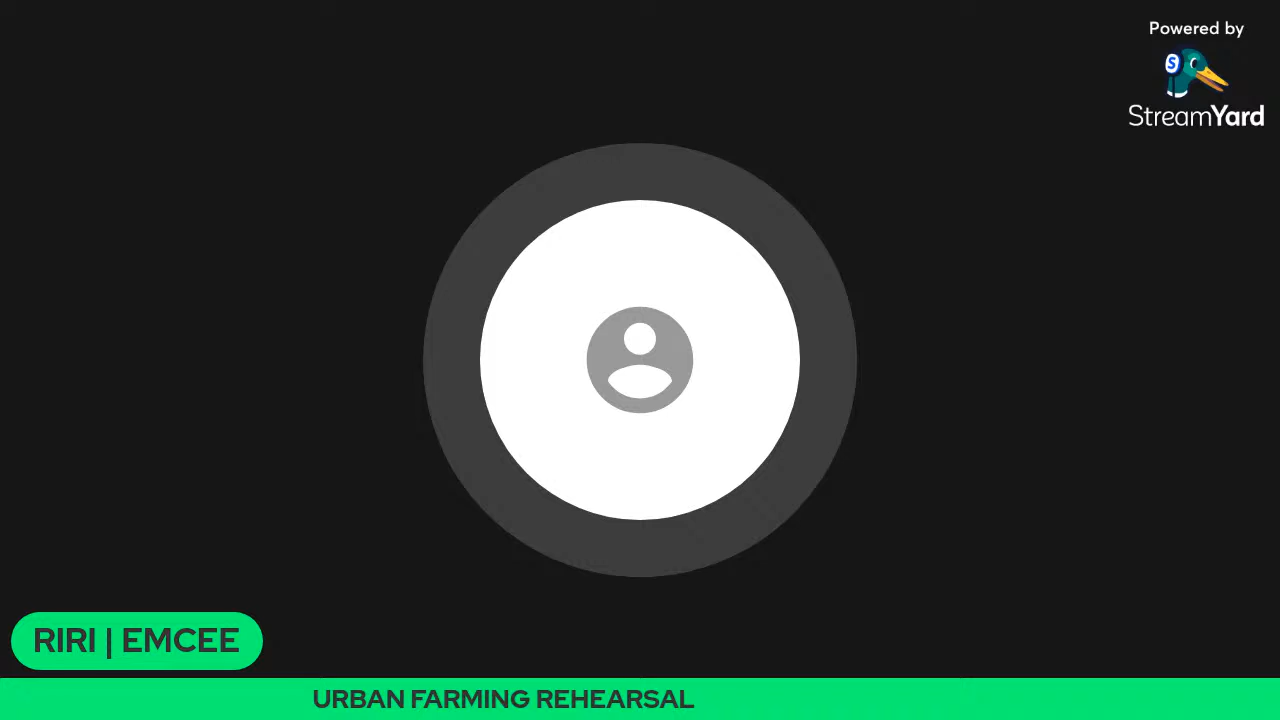 Powered by
S
StreamYard
RIRI | EMCEE
URBAN FARMING REHEARSAL